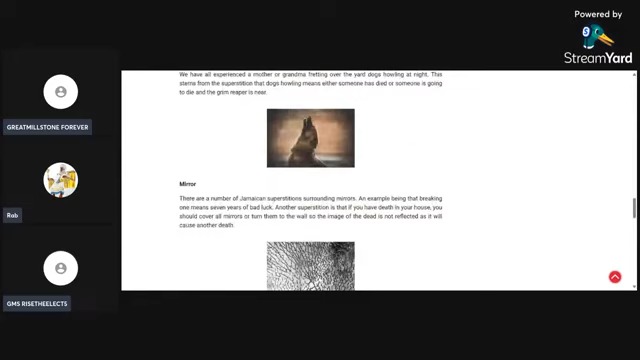 Powered by
StreamYard
We have all experienced a mother or grandma fretting over the yard dogs howling at night. This
stems from the superstition that dogs howling means either someone has died or someone is going
to die and the grim reaper is near.
GREATMILLSTONE FOREVER
Mirror
There are a number of Jamaican superstitions surrounding mirrors. An example being that breaking
one means seven years of bad luck. Another superstition is that if you have death in your house, you
should cover all mirrors or turn them to the wall so the image of the dead is not reflected as it will
cause another death.
GMS RISETHEELECTS